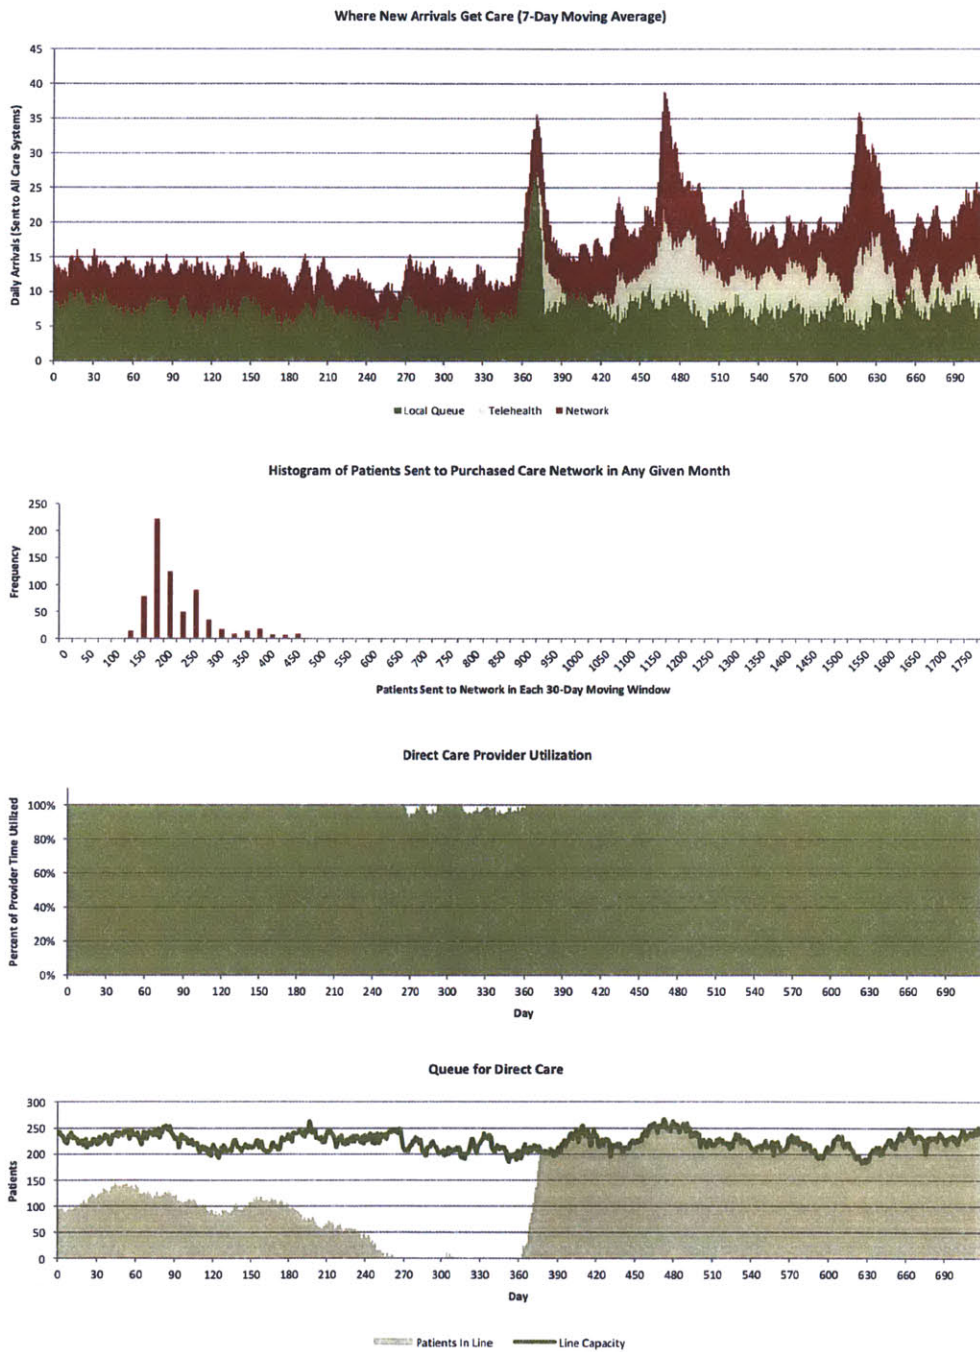 Where New Arrivals Get Care (7-Day Moving Average)
Daily Arrivals (Sent to All Care Systems)
45
40
35
30
25
20
15
10
5
0
0 30 60 90 120 150 180 210 240 270 300 330 360 390 420 450 480 510 540 570 600 630 660 690
Local Queue Telehealth Network
Histogram of Patients Sent to Purchased Care Network in Any Given Month
Frequency
250
200
150
100
50
0
0 50 100 150 200 250 300 350 400 450 500 550 600 650 700 750 800 850 900 950 1000 1050 1100 1150 1200 1250 1300 1350 1400 1450 1500 1550 1600 1650 1700 1750
Patients Sent to Network in Each 30-Day Moving Window
Direct Care Provider Utilization
Percent of Provider Time Utilized
100%
80%
60%
40%
20%
0%
0 30 60 90 120 150 180 210 240 270 300 330 360 390 420 450 480 510 540 570 600 630 660 690
Day
Queue for Direct Care
Patients
300
250
200
150
100
50
0
0 30 60 90 120 150 180 210 240 270 300 330 360 390 420 450 480 510 540 570 600 630 660 690
Day
Patients In Line Line Capacity